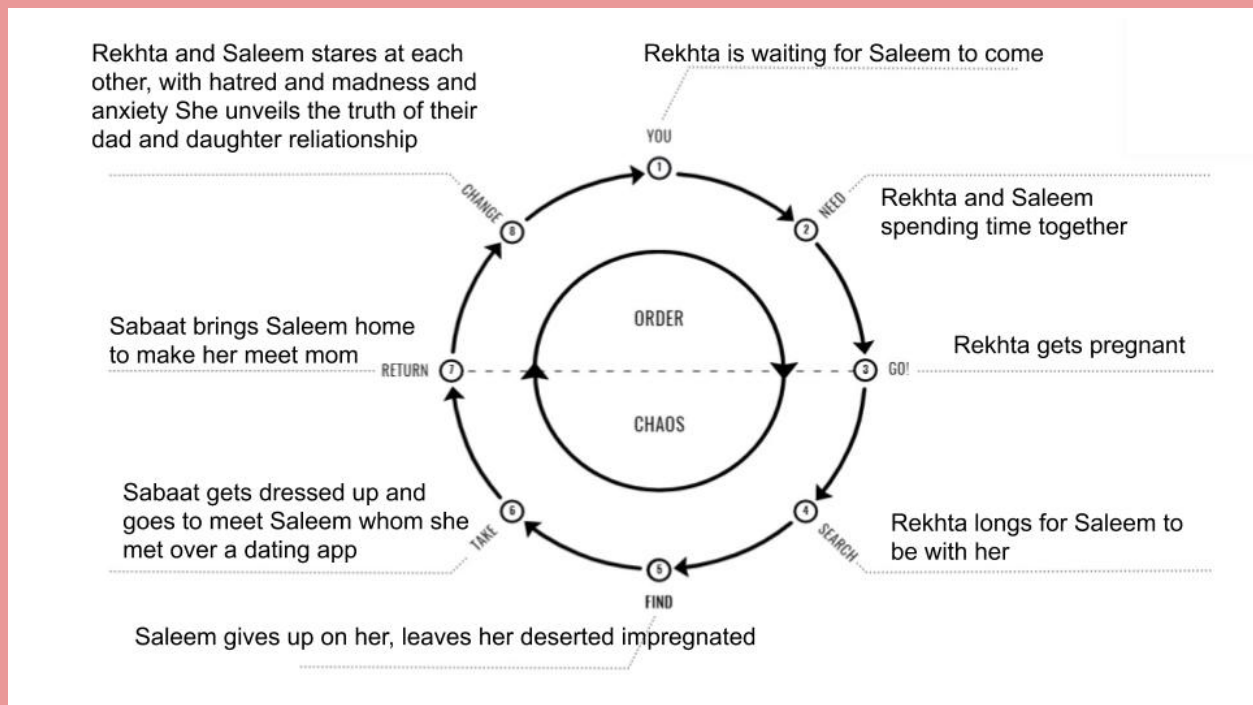 Rekhta is waiting for Saleem to come
YOU
1
NEED
2
Rekhta and Saleem
spending time together
Rekhta gets pregnant
3
GO!
4
SEARCH
Rekhta longs for Saleem to
be with her
5
FIND
Saleem gives up on her, leaves her deserted impregnated
Sabaat gets dressed up and
goes to meet Saleem whom she
met over a dating app
6
TAKE
Sabaat brings Saleem home
to make her meet mom
RETURN
7
Rekhta and Saleem stares at each
other, with hatred and madness and
anxiety She unveils the truth of their
dad and daughter reliationship
CHANGE
8
ORDER
CHAOS